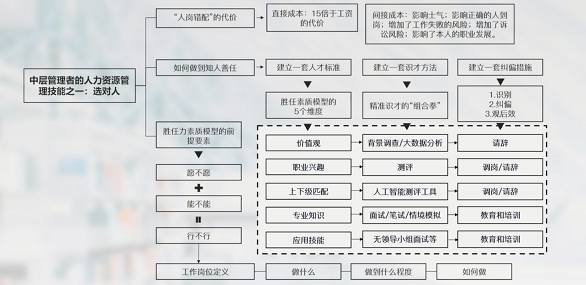 中层管理者的人力资源管
理技能之一：选对人
“人岗错配”的代价
直接成本：15倍于工资
的代价
间接成本：影响士气；影响正确的人到
岗；增加了工作失败的风险；增加了诉
讼风险；影响了本人的职业发展。
如何做到知人善任
建立一套人才标准
建立一套识才方法
建立一套纠偏措施
胜任素质模型的
5个维度
精准识才的“组合拳”
1.识别
2.纠偏
3.观后效
胜任力素质模型的前
提要素
愿不愿
能不能
行不行
价值观
背景调查/大数据分析
请辞
职业兴趣
测评
调岗/请辞
上下级匹配
人工智能测评工具
调岗/请辞
专业知识
面试/笔试/情境模拟
教育和培训
应用技能
无领导小组面试等
教育和培训
工作岗位定义
做什么
做到什么程度
如何做